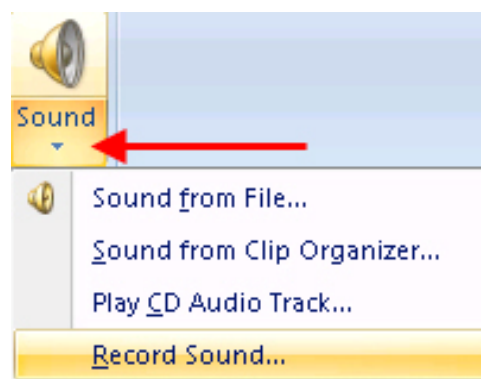 Sound
Sound from File...
Sound from Clip Organizer...
Play CD Audio Track...
Record Sound...